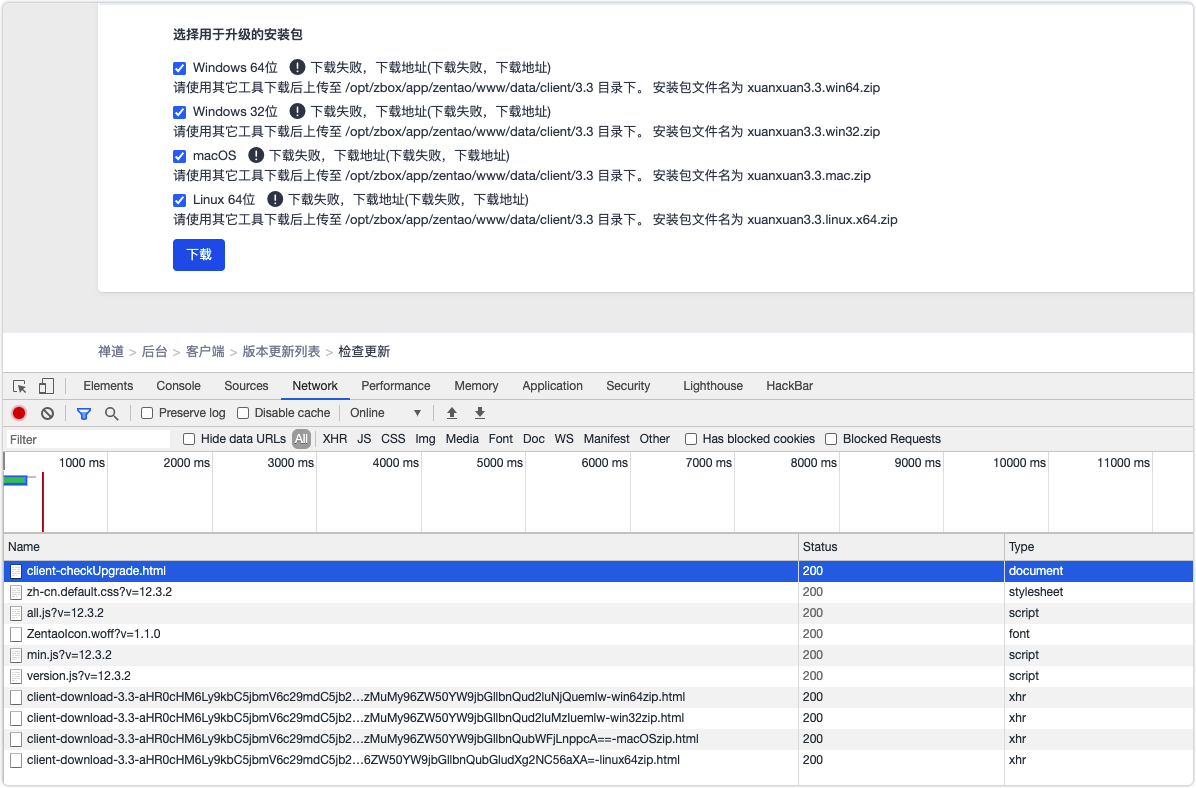 选择用于升级的安装包
Windows 64位 下载失败，下载地址(下载失败，下载地址)
请使用其它工具下载后上传至 /opt/zbox/app/zentao/www/data/client/3.3 目录下。 安装包文件名为 xuanxuan3.3.win64.zip
Windows 32位 下载失败，下载地址(下载失败，下载地址)
请使用其它工具下载后上传至 /opt/zbox/app/zentao/www/data/client/3.3 目录下。 安装包文件名为 xuanxuan3.3.win32.zip
macOS 下载失败，下载地址(下载失败，下载地址)
请使用其它工具下载后上传至 /opt/zbox/app/zentao/www/data/client/3.3 目录下。 安装包文件名为 xuanxuan3.3.mac.zip
Linux 64位 下载失败，下载地址(下载失败，下载地址)
请使用其它工具下载后上传至 /opt/zbox/app/zentao/www/data/client/3.3 目录下。 安装包文件名为 xuanxuan3.3.linux.x64.zip
下载
禅道 > 后台 > 客户端 > 版本更新列表 > 检查更新
Elements Console Sources Network Performance Memory Application Security Lighthouse HackBar
Preserve log Disable cache Online
Filter Hide data URLs All XHR JS CSS Img Media Font Doc WS Manifest Other Has blocked cookies Blocked Requests
1000 ms 2000 ms 3000 ms 4000 ms 5000 ms 6000 ms 7000 ms 8000 ms 9000 ms 10000 ms 11000 ms
Name Status Type
client-checkUpgrade.html 200 document
zh-cn.default.css?v=12.3.2 200 stylesheet
all.js?v=12.3.2 200 script
ZentaoIcon.woff?v=1.1.0 200 font
min.js?v=12.3.2 200 script
version.js?v=12.3.2 200 script
client-download-3.3-aHR0cHM6Ly9kbC5jbmV6c29mdC5jb2…zMuMy96ZW50YW9jbGllbnQud2luNjQuemlw-win64zip.html 200 xhr
client-download-3.3-aHR0cHM6Ly9kbC5jbmV6c29mdC5jb2…zMuMy96ZW50YW9jbGllbnQud2luMzIuemlw-win32zip.html 200 xhr
client-download-3.3-aHR0cHM6Ly9kbC5jbmV6c29mdC5jb2…zMuMy96ZW50YW9jbGllbnQubWFjLnppcA==-macOSzip.html 200 xhr
client-download-3.3-aHR0cHM6Ly9kbC5jbmV6c29mdC5jb2…6ZW50YW9jbGllbnQubGludXg2NC56aXA=-linux64zip.html 200 xhr